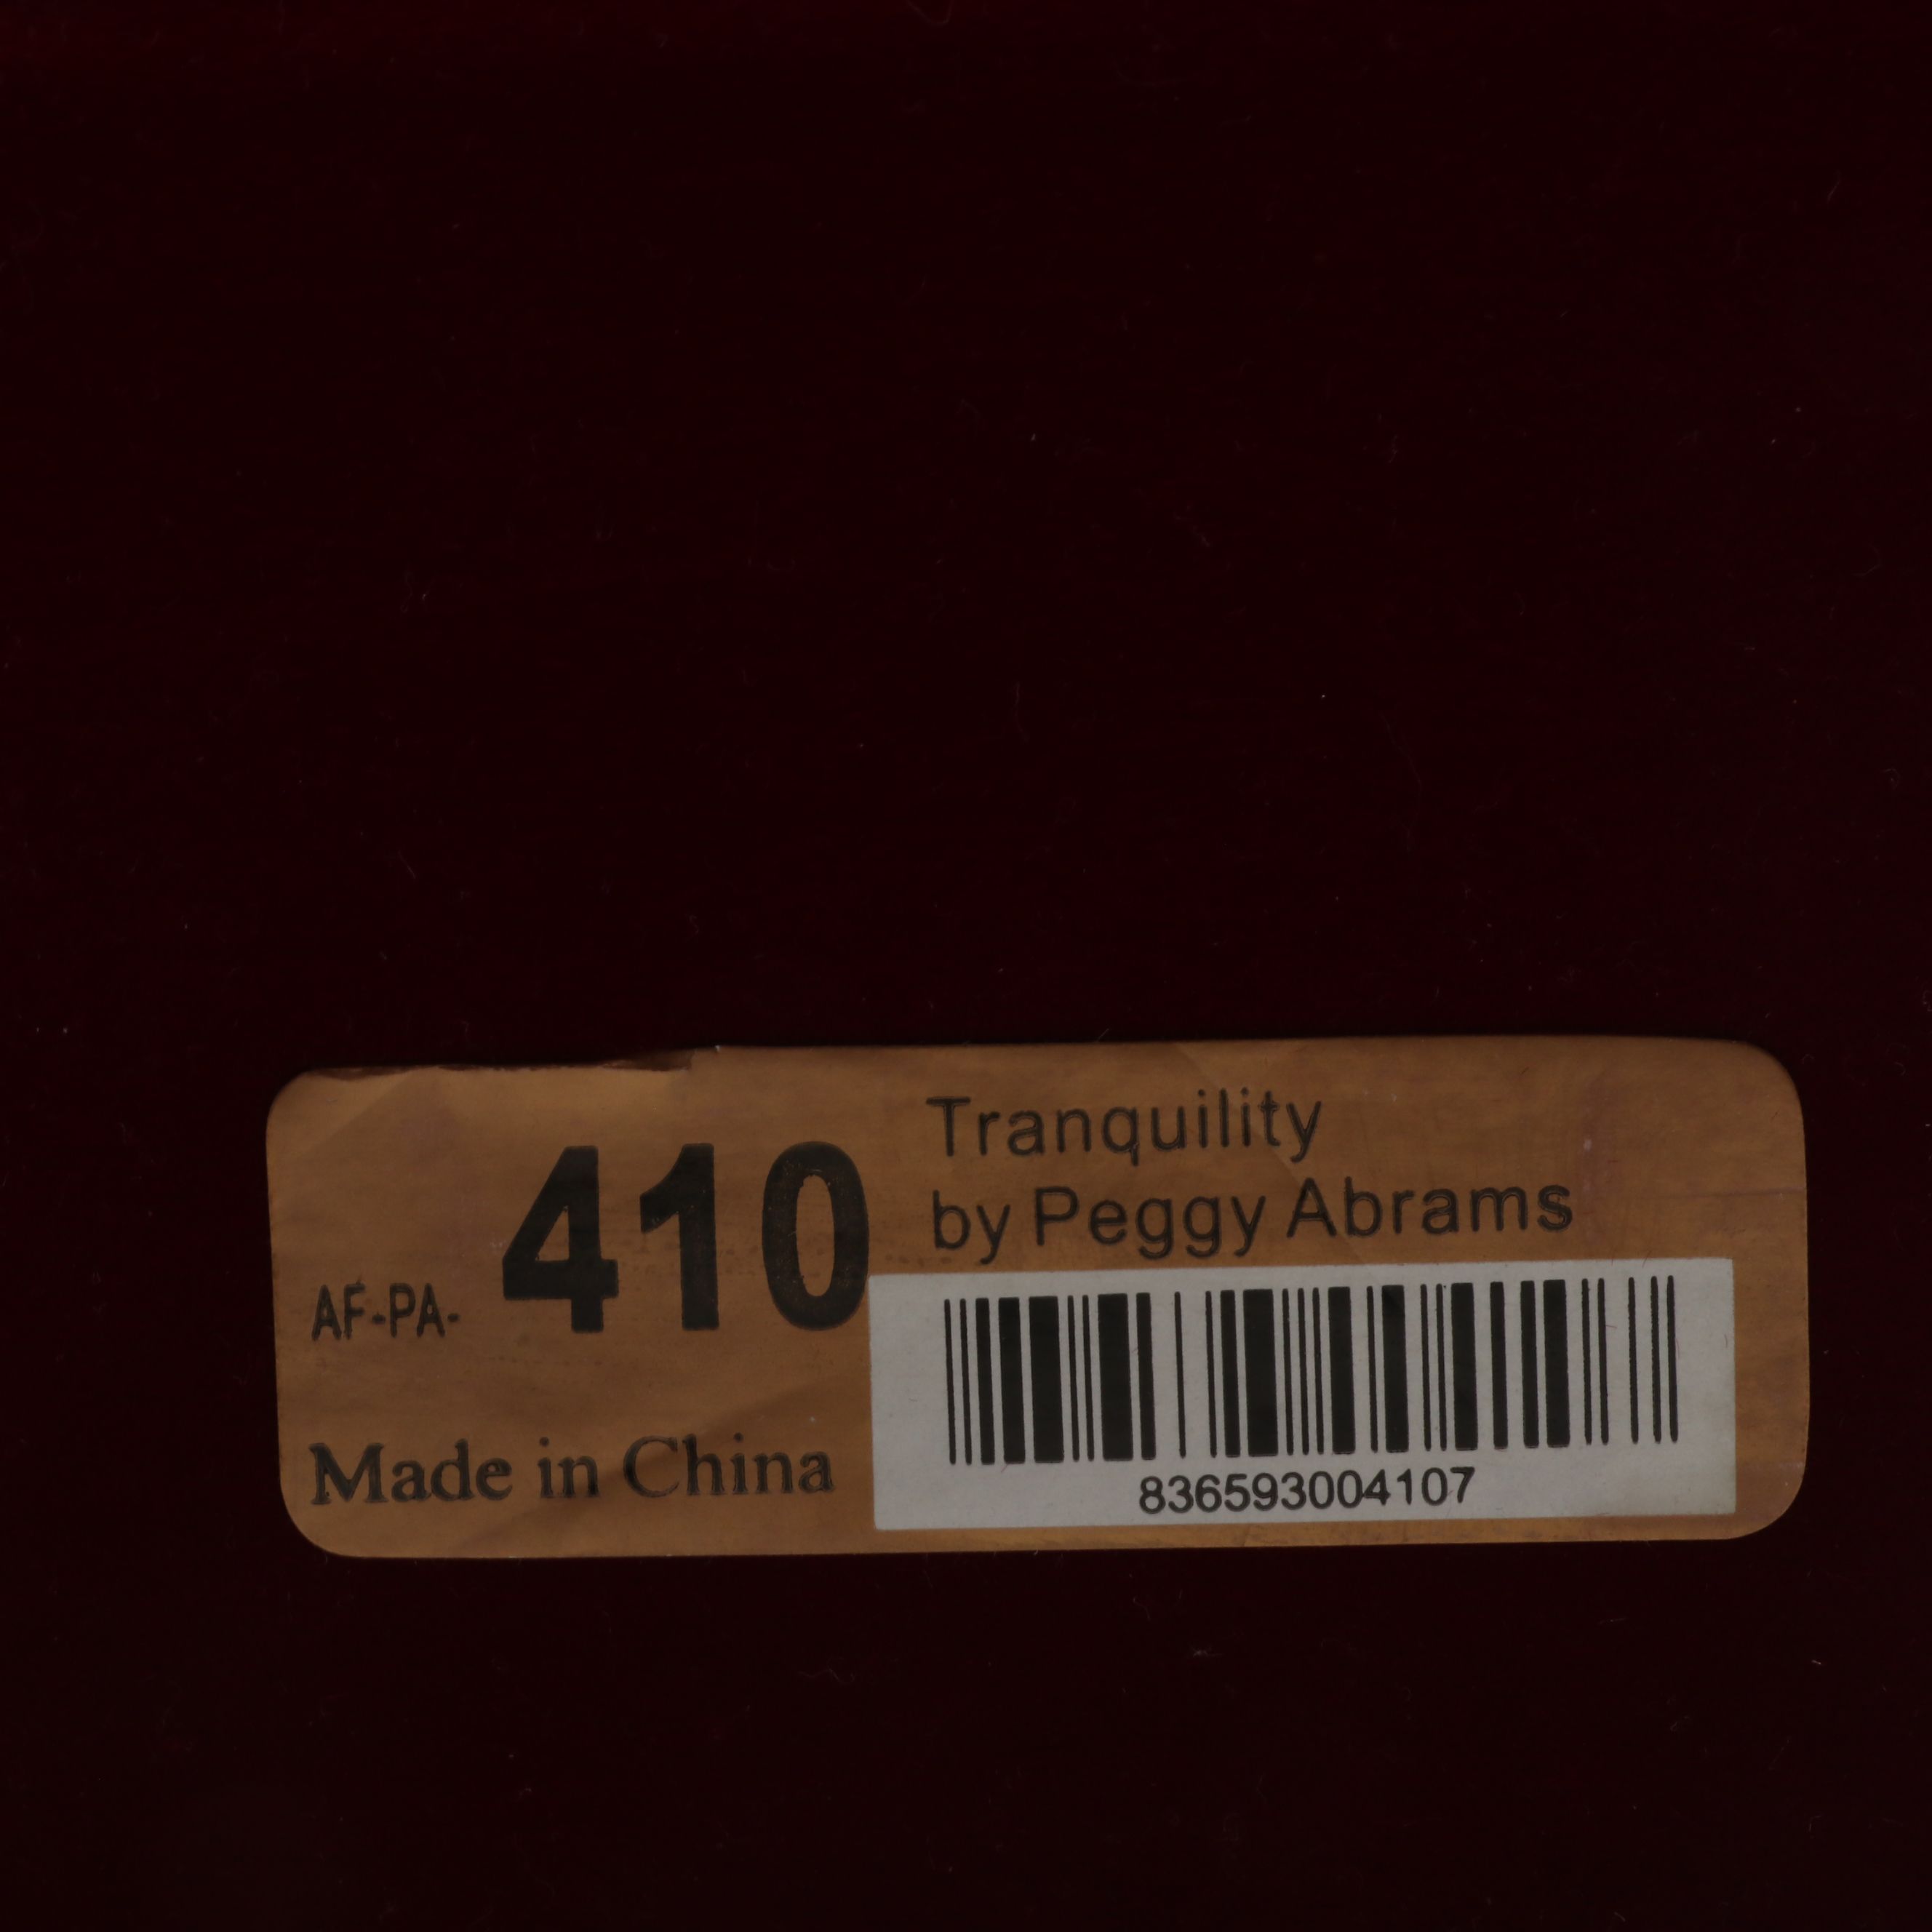 Tranquility
by Peggy Abrams
AF-PA- 410
Made in China
836593004107